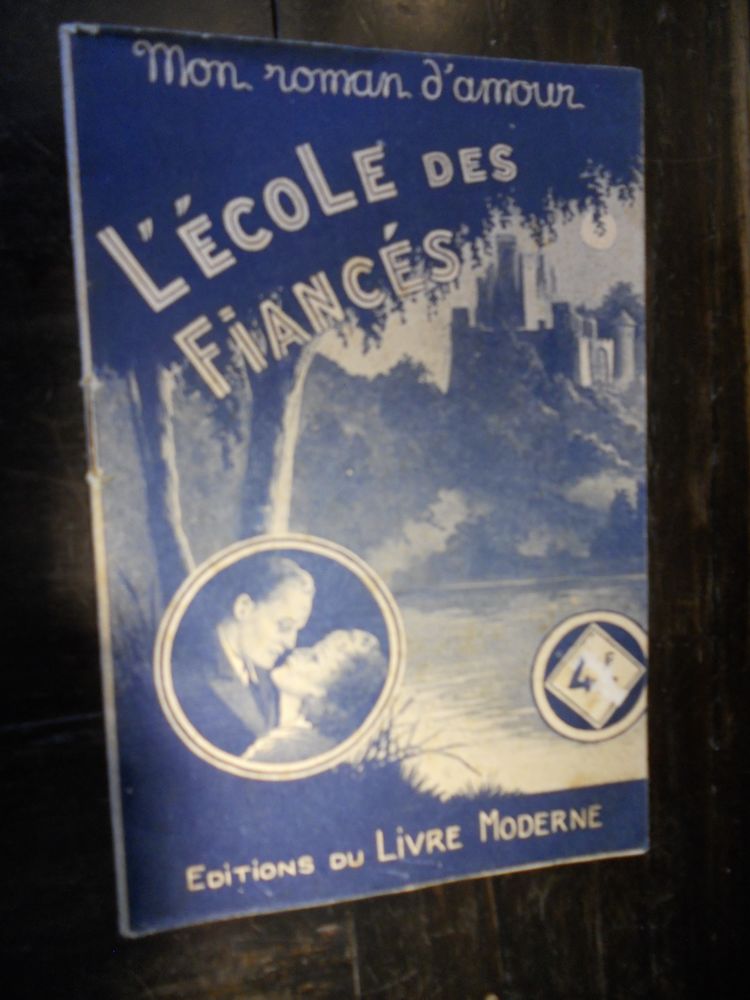 Mon roman d'amour
L'ÉCOLE DES
FIANCÉS
EDITIONS DU LIVRE MODERNE